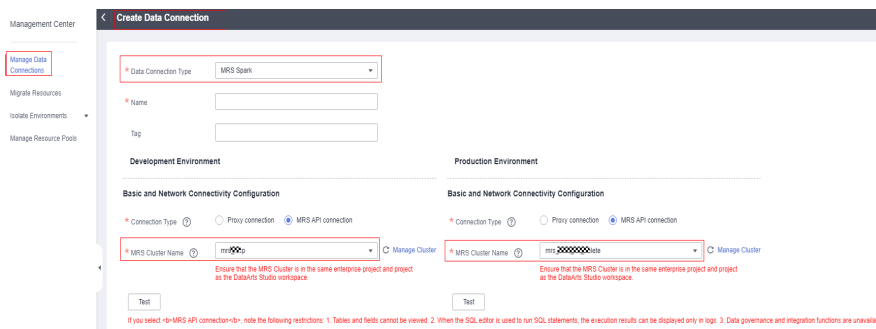 Management Center
Create Data Connection
Manage Data
Connections
Migrate Resources
Isolate Environments
Manage Resource Pools
* Data Connection Type MRS Spark
* Name
Tag
Development Environment Production Environment
Basic and Network Connectivity Configuration Basic and Network Connectivity Configuration
* Connection Type ? Proxy connection MRS API connection * Connection Type ? Proxy connection MRS API connection
* MRS Cluster Name ? Manage Cluster * MRS Cluster Name ? Manage Cluster
Ensure that the MRS Cluster is in the same enterprise project and project Ensure that the MRS Cluster is in the same enterprise project and project
as the DataArts Studio workspace. as the DataArts Studio workspace.
Test Test
If you select <b>MRS API connection</b>, note the following restrictions: 1. Tables and fields cannot be viewed. 2. When the SQL editor is used to run SQL statements, the execution results can be displayed only in logs. 3. Data governance and integration functions are unavaila